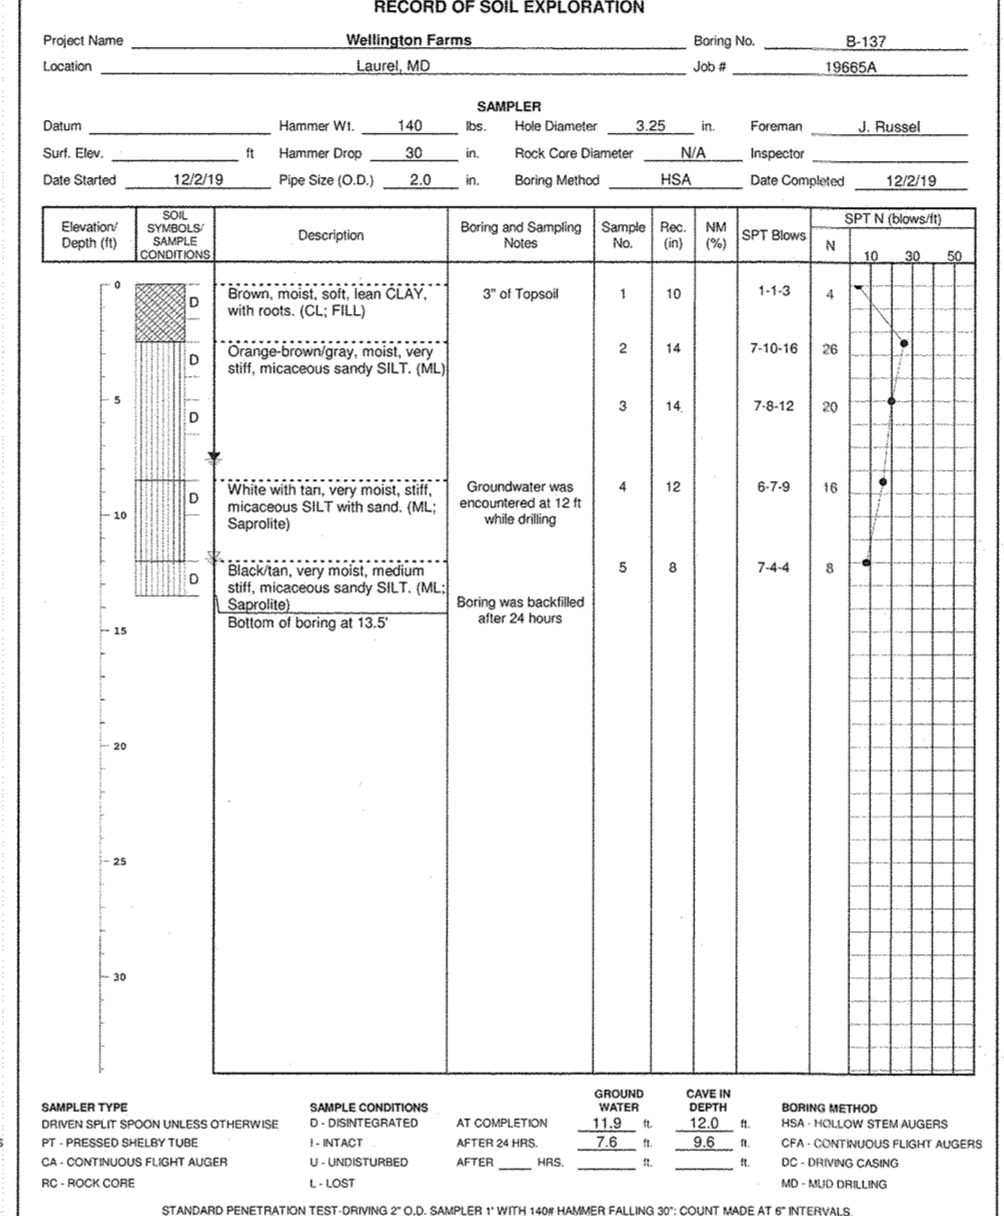 RECORD OF SOIL EXPLORATION
Project Name Wellington Farms Boring No. B-137
Location Laurel, MD Job # 19665A
SAMPLER
Datum Hammer Wt. 140 lbs. Hole Diameter 3.25 in. Foreman J. Russel
Surf. Elev. ft Hammer Drop 30 in. Rock Core Diameter N/A Inspector
Date Started 12/2/19 Pipe Size (O.D.) 2.0 in. Boring Method HSA Date Completed 12/2/19
Elevation/ Depth (ft) SOIL SYMBOLS/ SAMPLE CONDITIONS Description Boring and Sampling Notes Sample No. Rec. (in) NM (%) SPT Blows N SPT N (blows/ft)
10 30 50
0 D Brown, moist, soft, lean CLAY, 3" of Topsoil 1 10 1-1-3 4
with roots. (CL; FILL)
D Orange-brown/gray, moist, very 2 14 7-10-16 26
stiff, micaceous sandy SILT. (ML)
5 D 3 14 7-8-12 20
D White with tan, very moist, stiff, Groundwater was 4 12 6-7-9 16
micaceous SILT with sand. (ML; encountered at 12 ft
10 Saprolite) while drilling
D Black/tan, very moist, medium 5 8 7-4-4 8
stiff, micaceous sandy SILT. (ML;
Saprolite) Boring was backfilled
15 Bottom of boring at 13.5' after 24 hours
20
25
30
GROUND WATER CAVE IN DEPTH
SAMPLER TYPE SAMPLE CONDITIONS BORING METHOD
DRIVEN SPLIT SPOON UNLESS OTHERWISE D - DISINTEGRATED AT COMPLETION 11.9 ft. 12.0 ft. HSA - HOLLOW STEM AUGERS
PT - PRESSED SHELBY TUBE I - INTACT AFTER 24 HRS. 7.6 ft. 9.6 ft. CFA - CONTINUOUS FLIGHT AUGERS
CA - CONTINUOUS FLIGHT AUGER U - UNDISTURBED AFTER ____ HRS. ft. ft. DC - DRIVING CASING
RC - ROCK CORE L - LOST MD - MUD DRILLING
STANDARD PENETRATION TEST-DRIVING 2" O.D. SAMPLER 1' WITH 140# HAMMER FALLING 30": COUNT MADE AT 6" INTERVALS.